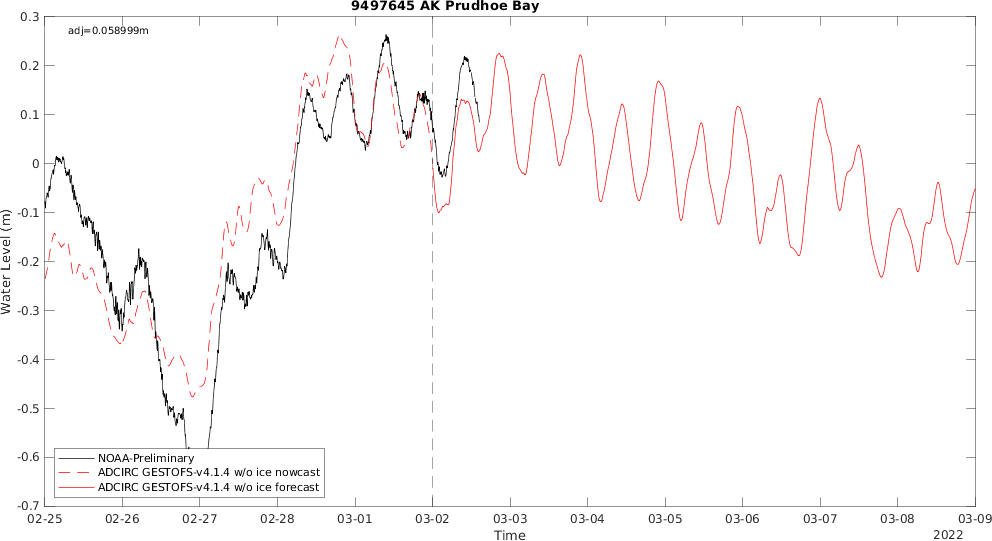 9497645 AK Prudhoe Bay
adj=0.058999m
0.3
0.2
0.1
0
-0.1
-0.2
-0.3
-0.4
-0.5
-0.6
-0.7
Water Level (m)
NOAA-Preliminary
ADCIRC GESTOFS-v4.1.4 w/o ice nowcast
ADCIRC GESTOFS-v4.1.4 w/o ice forecast
02-25 02-26 02-27 02-28 03-01 03-02 03-03 03-04 03-05 03-06 03-07 03-08 03-09
Time
2022